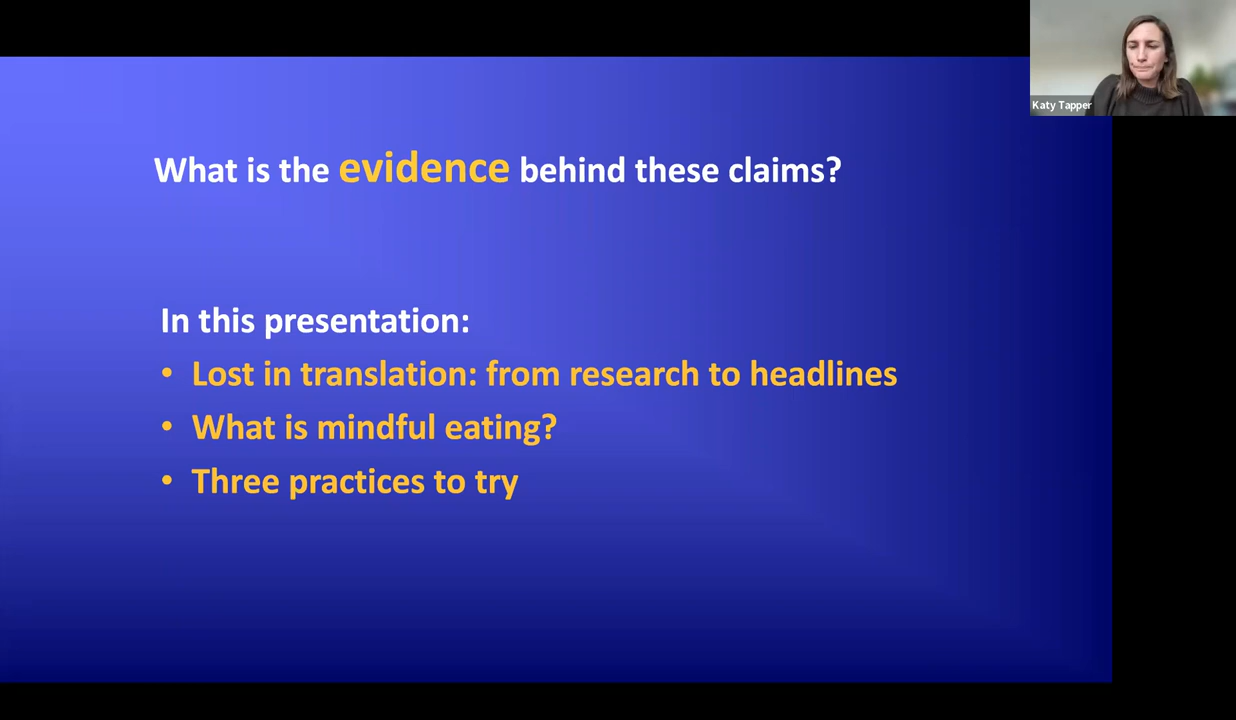 Katy Tapper
What is the evidence behind these claims?
In this presentation:
• Lost in translation: from research to headlines
• What is mindful eating?
• Three practices to try